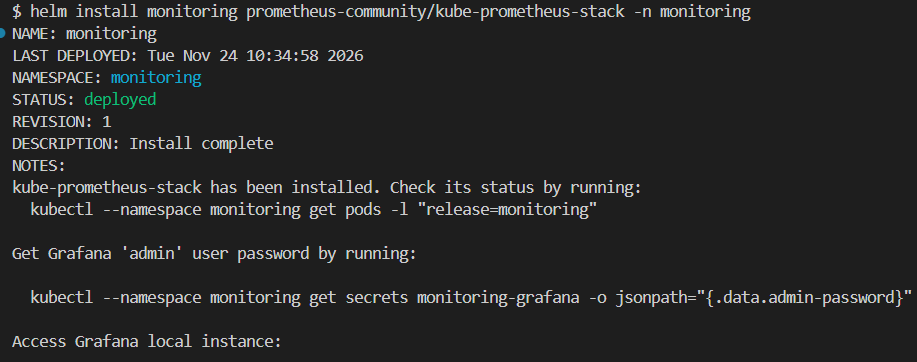 $ helm install monitoring prometheus-community/kube-prometheus-stack -n monitoring
NAME: monitoring
LAST DEPLOYED: Tue Nov 24 10:34:58 2026
NAMESPACE: monitoring
STATUS: deployed
REVISION: 1
DESCRIPTION: Install complete
NOTES:
kube-prometheus-stack has been installed. Check its status by running:
  kubectl --namespace monitoring get pods -l "release=monitoring"

Get Grafana 'admin' user password by running:

  kubectl --namespace monitoring get secrets monitoring-grafana -o jsonpath="{.data.admin-password}"

Access Grafana local instance: